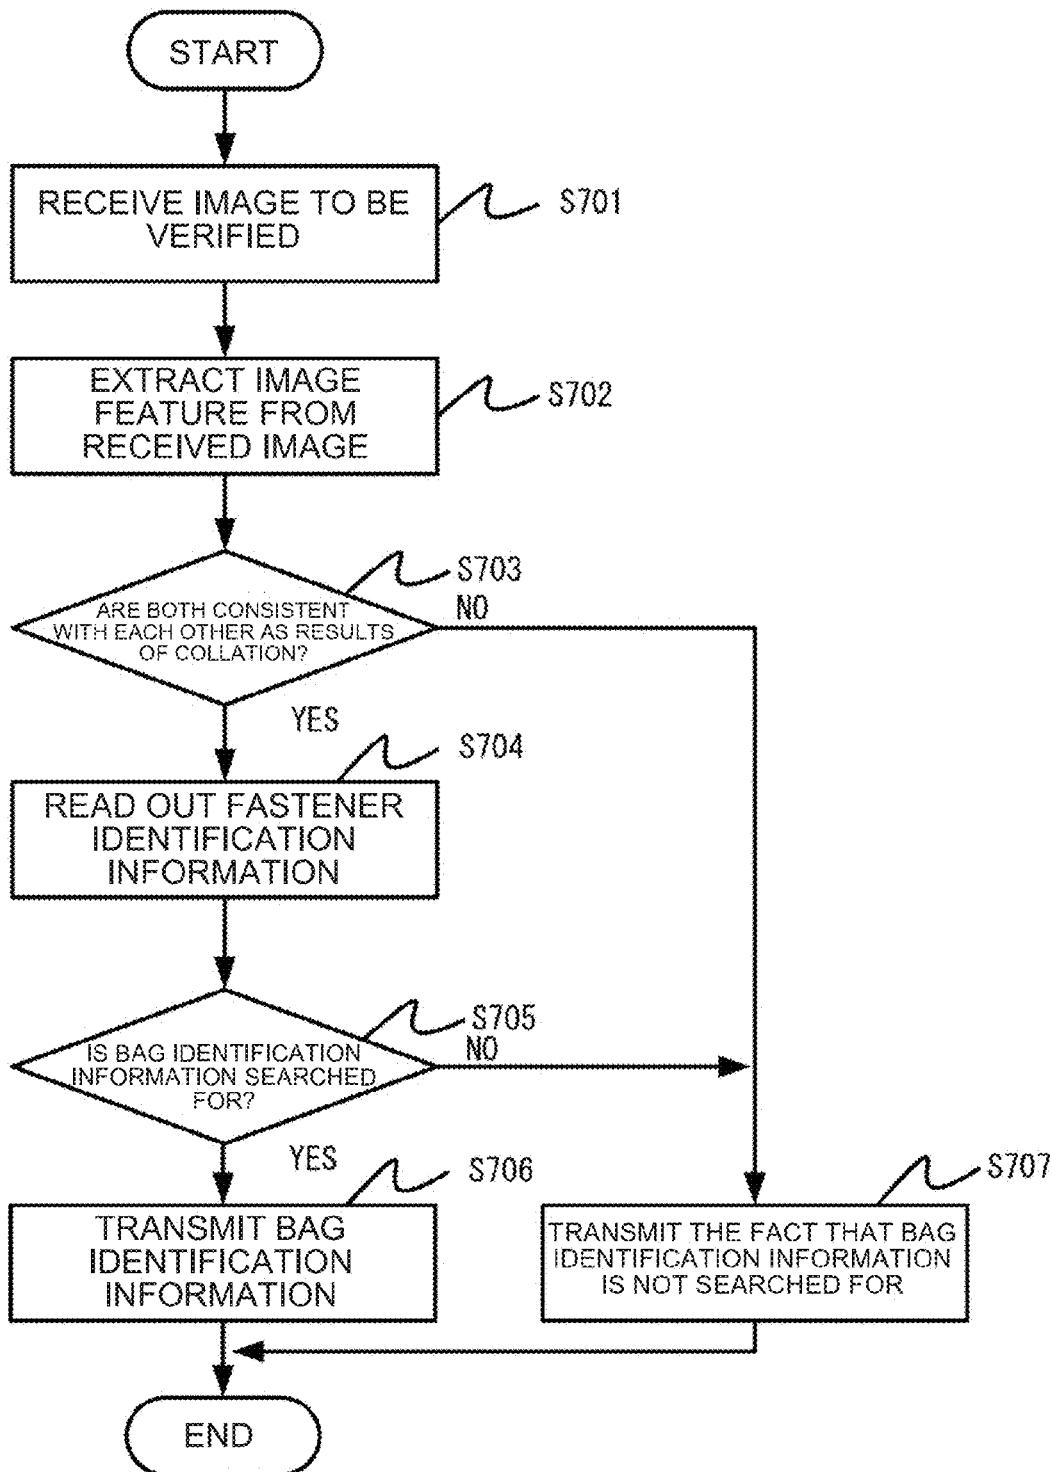 START
RECEIVE IMAGE TO BE
VERIFIED
S701
EXTRACT IMAGE
FEATURE FROM
RECEIVED IMAGE
S702
S703
ARE BOTH CONSISTENT
WITH EACH OTHER AS RESULTS
OF COLLATION?
NO
YES
S704
READ OUT FASTENER
IDENTIFICATION
INFORMATION
S705
IS BAG IDENTIFICATION
INFORMATION SEARCHED
FOR?
NO
YES
S706
TRANSMIT BAG
IDENTIFICATION
INFORMATION
S707
TRANSMIT THE FACT THAT BAG
IDENTIFICATION INFORMATION
IS NOT SEARCHED FOR
END